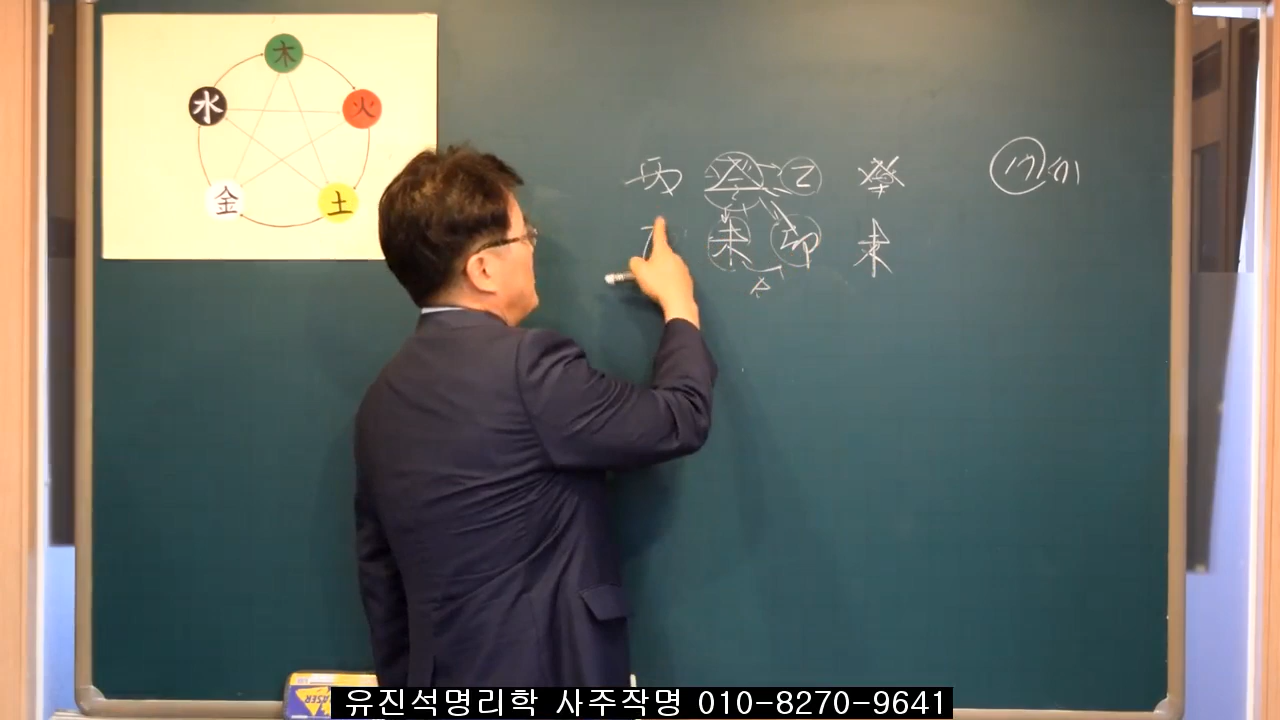 木
水 火
金 土
丙 癸 乙 癸
未 卯 未
유진석명리학 사주작명 010-8270-9641